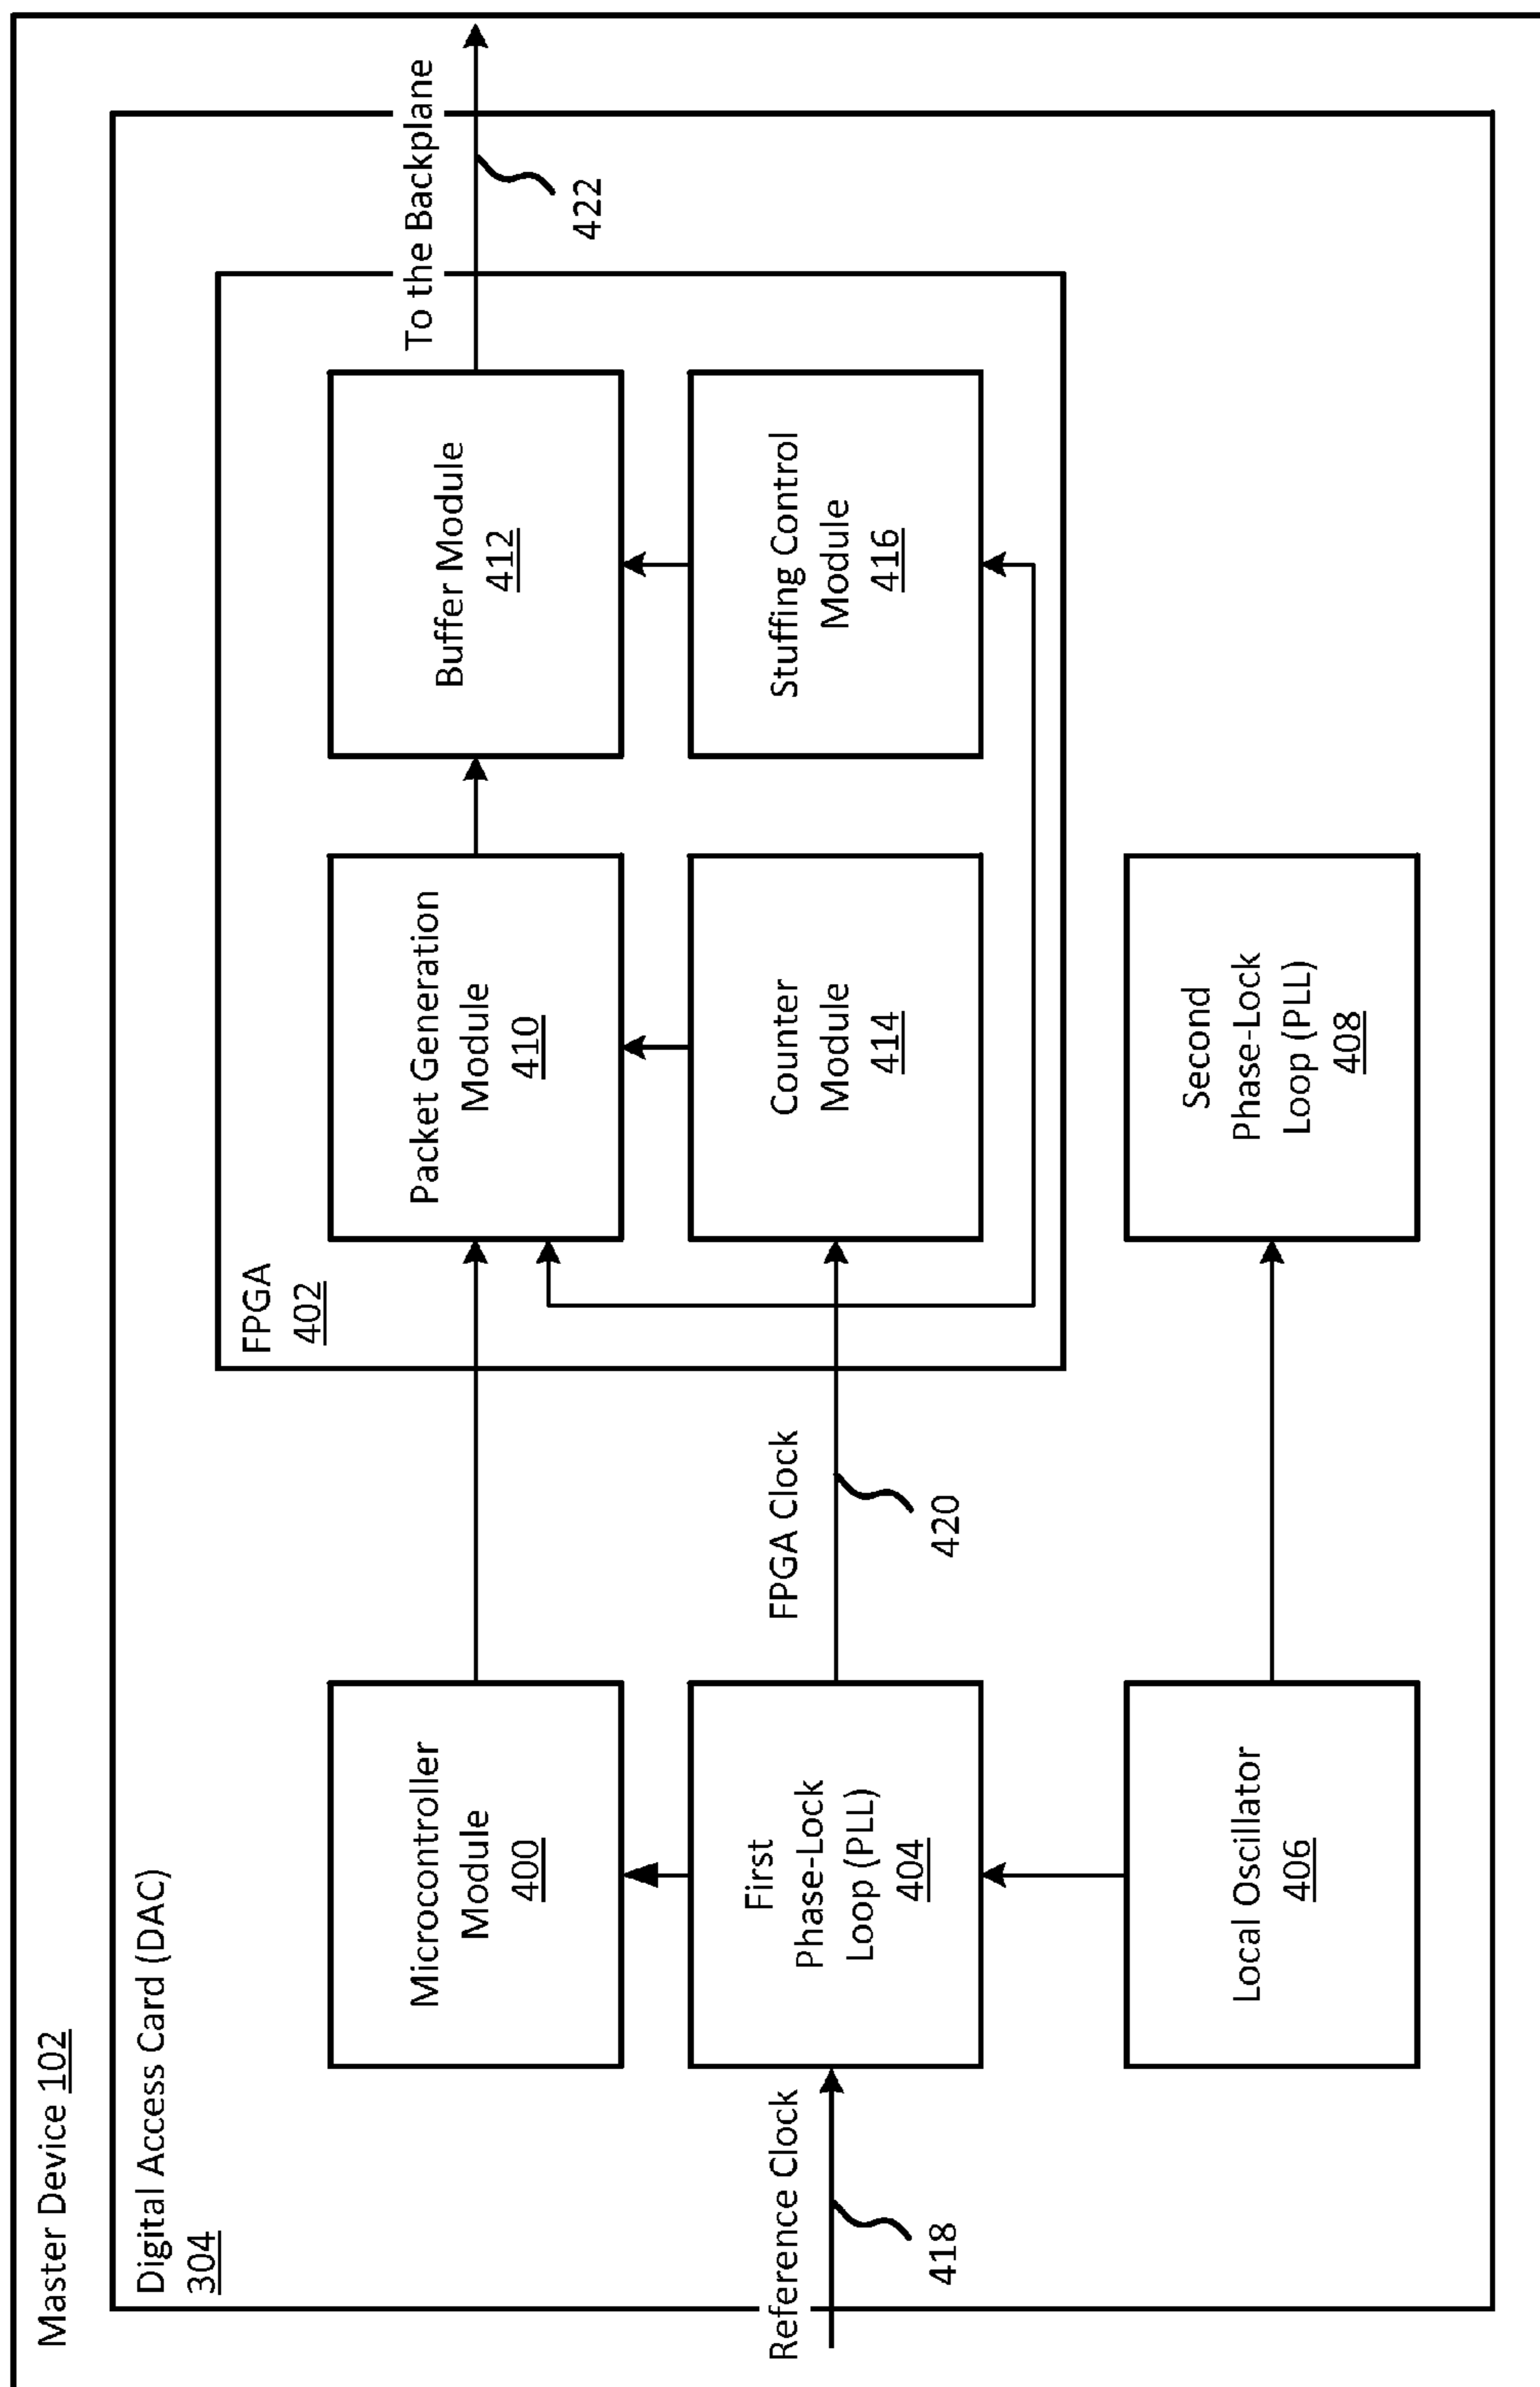 Master Device 102
Digital Access Card (DAC)
304
To the Backplane
422
FPGA
402
Microcontroller
Module
400
Packet Generation
Module
410
Buffer Module
412
Reference Clock
418
First
Phase-Lock
Loop (PLL)
404
FPGA Clock
420
Counter
Module
414
Stuffing Control
Module
416
Local Oscillator
406
Second
Phase-Lock
Loop (PLL)
408